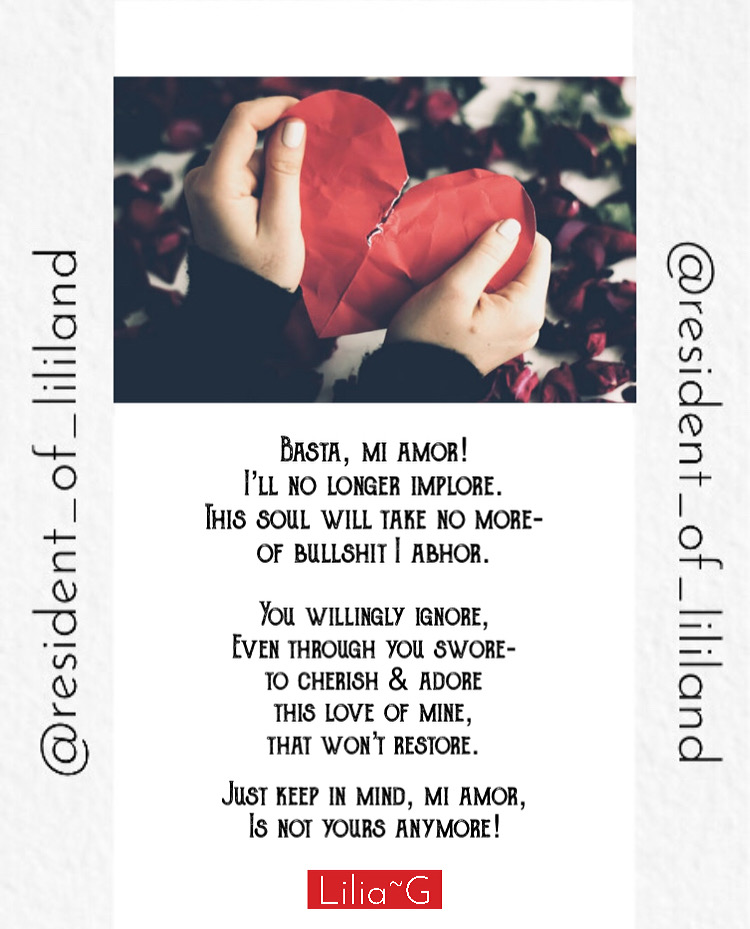 @resident_of_lililand
@resident_of_lililand
Basta, mi amor!
I'll no longer implore.
This soul will take no more-
of bullshit I abhor.
You willingly ignore,
Even through you swore-
to cherish & adore
this love of mine,
that won't restore.
Just keep in mind, mi amor,
Is not yours anymore!
Lilia~G